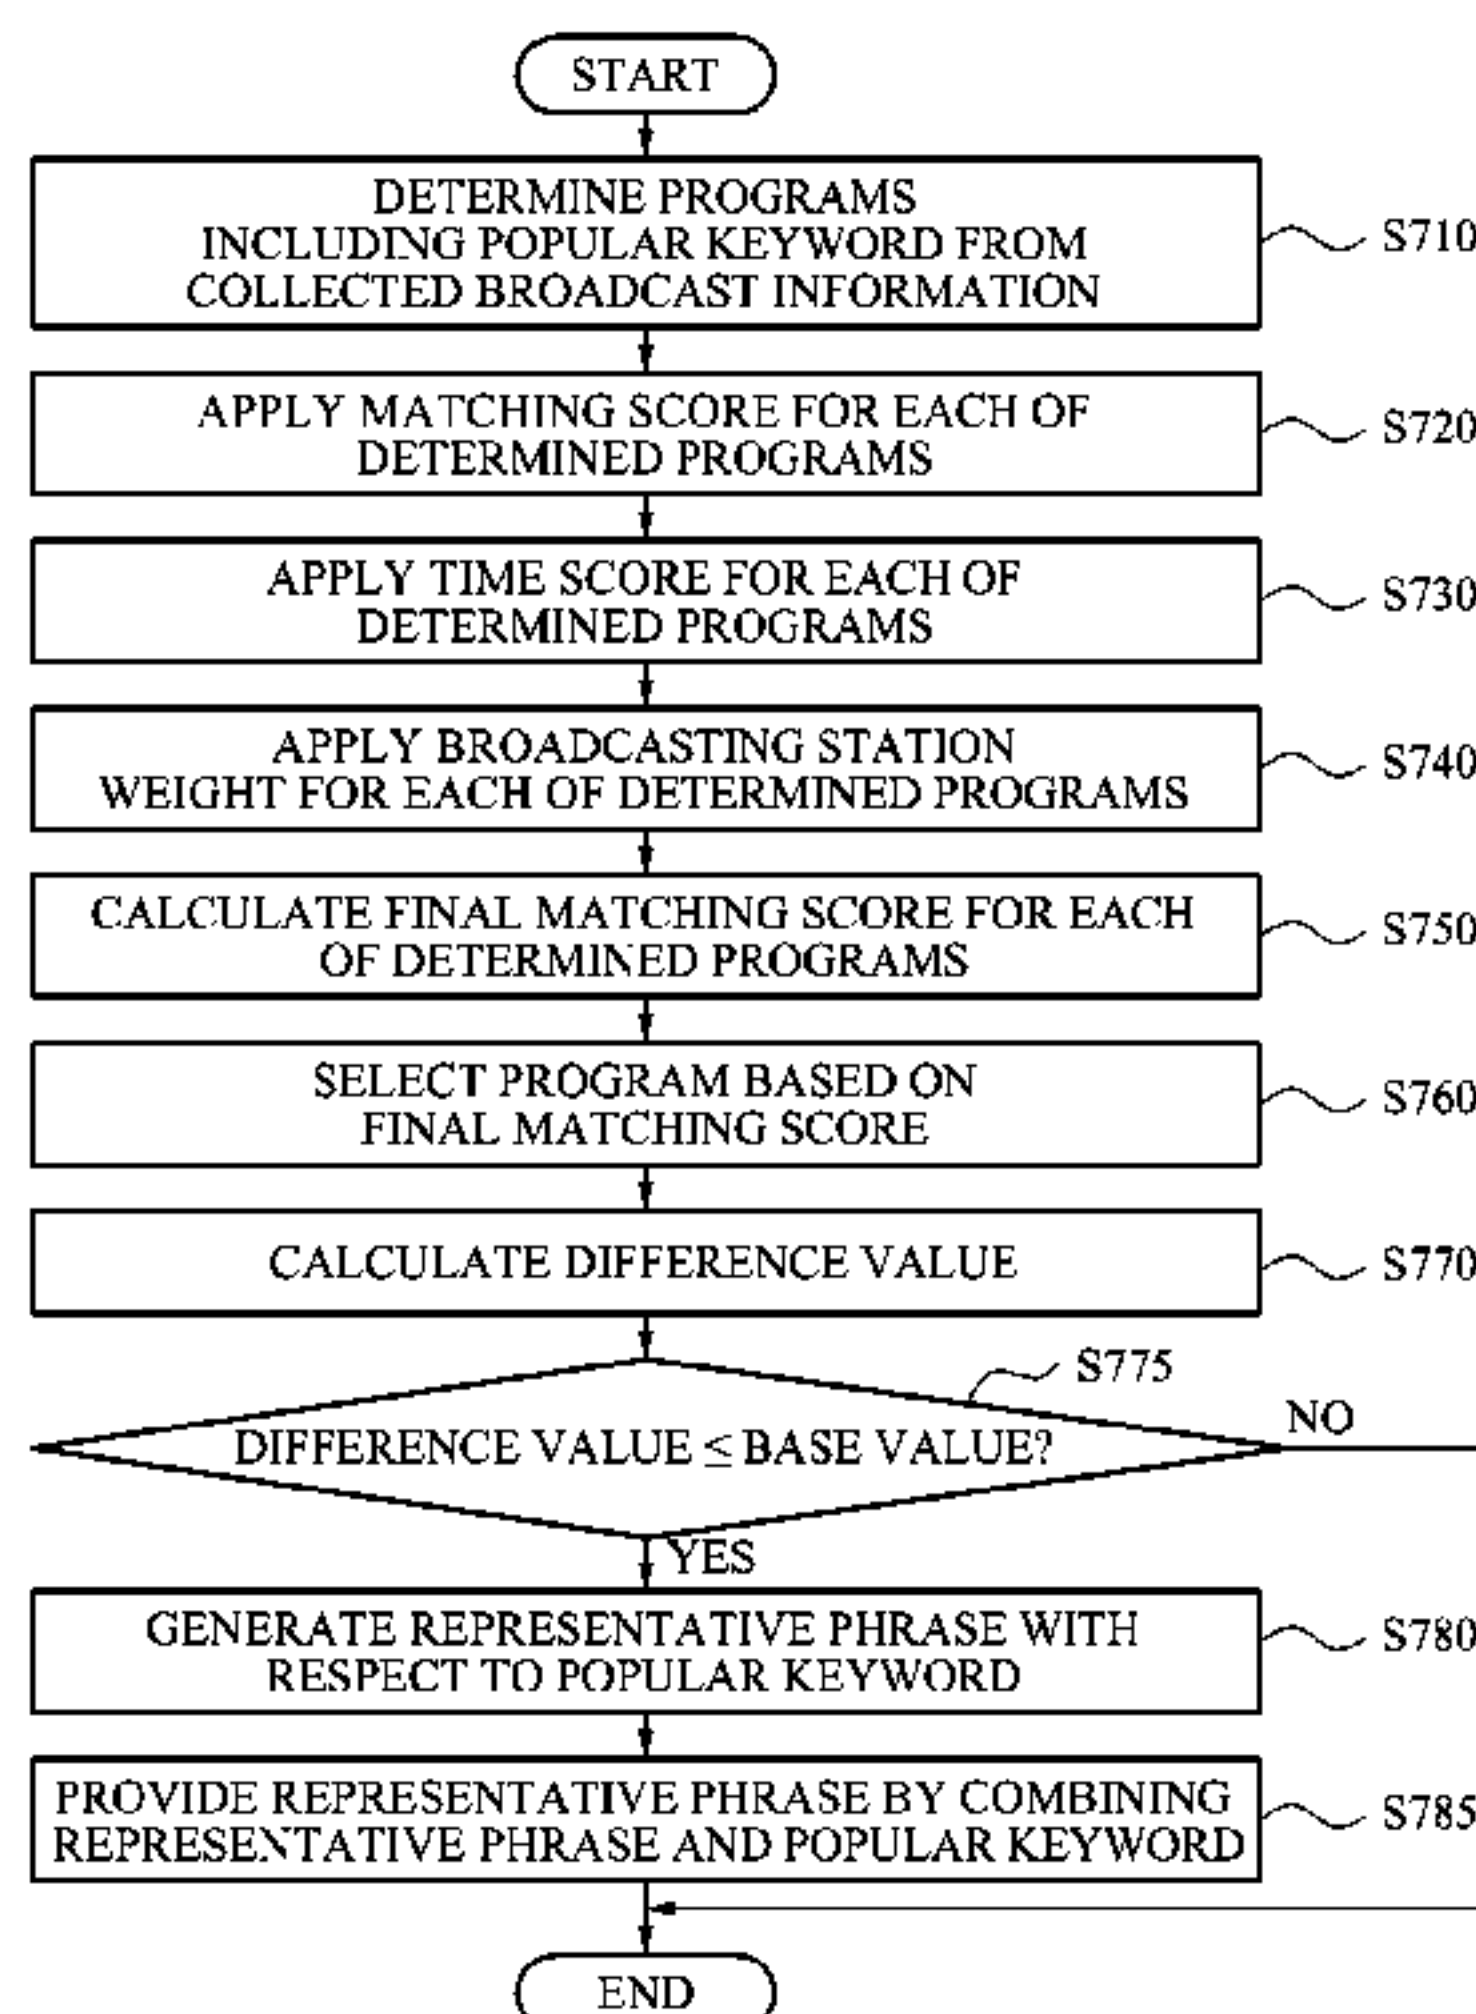 START
DETERMINE PROGRAMS
INCLUDING POPULAR KEYWORD FROM
COLLECTED BROADCAST INFORMATION
S710
APPLY MATCHING SCORE FOR EACH OF
DETERMINED PROGRAMS
S720
APPLY TIME SCORE FOR EACH OF
DETERMINED PROGRAMS
S730
APPLY BROADCASTING STATION
WEIGHT FOR EACH OF DETERMINED PROGRAMS
S740
CALCULATE FINAL MATCHING SCORE FOR EACH
OF DETERMINED PROGRAMS
S750
SELECT PROGRAM BASED ON
FINAL MATCHING SCORE
S760
CALCULATE DIFFERENCE VALUE
S770
S775
DIFFERENCE VALUE ≤ BASE VALUE?
NO
YES
GENERATE REPRESENTATIVE PHRASE WITH
RESPECT TO POPULAR KEYWORD
S780
PROVIDE REPRESENTATIVE PHRASE BY COMBINING
REPRESENTATIVE PHRASE AND POPULAR KEYWORD
S785
END